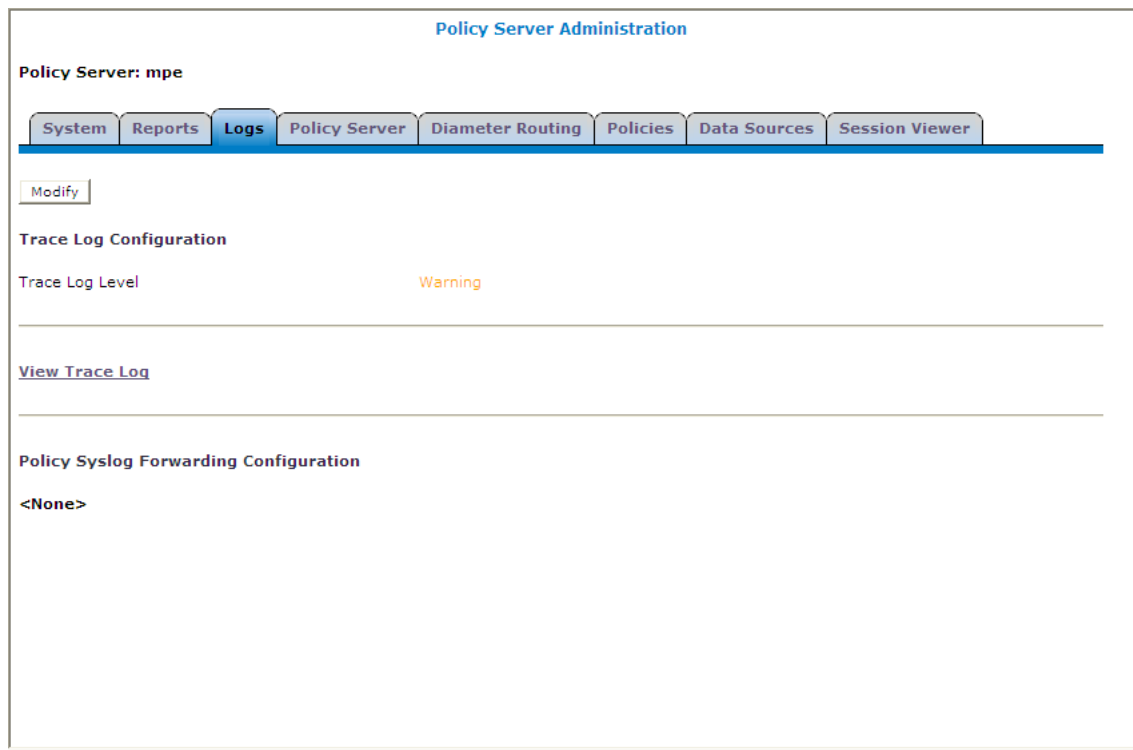 Policy Server Administration
Policy Server: mpe
System Reports Logs Policy Server Diameter Routing Policies Data Sources Session Viewer
Modify
Trace Log Configuration
Trace Log Level Warning
View Trace Log
Policy Syslog Forwarding Configuration
<None>